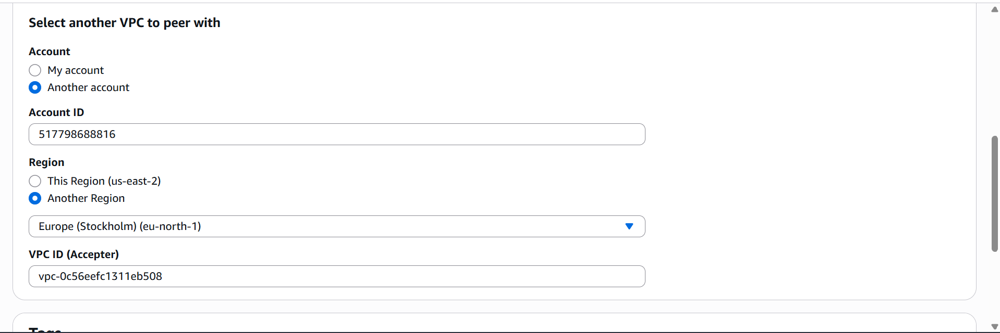 Select another VPC to peer with
Account
My account
Another account
Account ID
517798688816
Region
This Region (us-east-2)
Another Region
Europe (Stockholm) (eu-north-1)
VPC ID (Accepter)
vpc-0c56eefc1311eb508
Tags